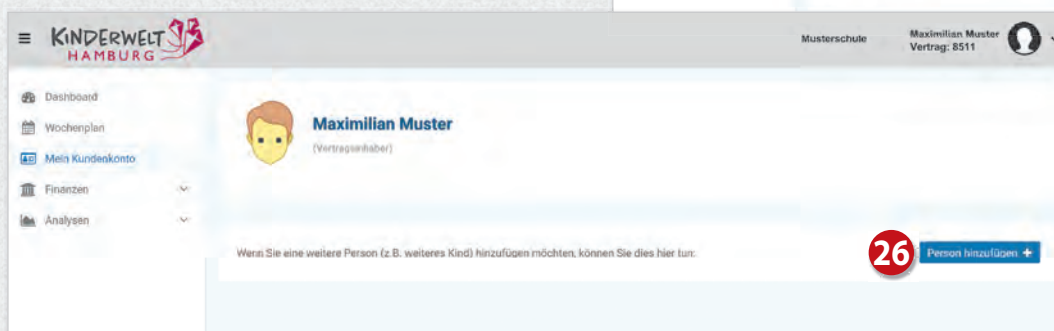 KINDERWELT
HAMBURG
Musterschule
Maximilian Muster
Vertrag: 8511
Dashboard
Wochenplan
Mein Kundenkonto
Finanzen
Analysen
Maximilian Muster
(Vertragsinhaber)
Wenn Sie eine weitere Person (z.B. weiteres Kind) hinzufügen möchten, können Sie dies hier tun:
26
Person hinzufügen +